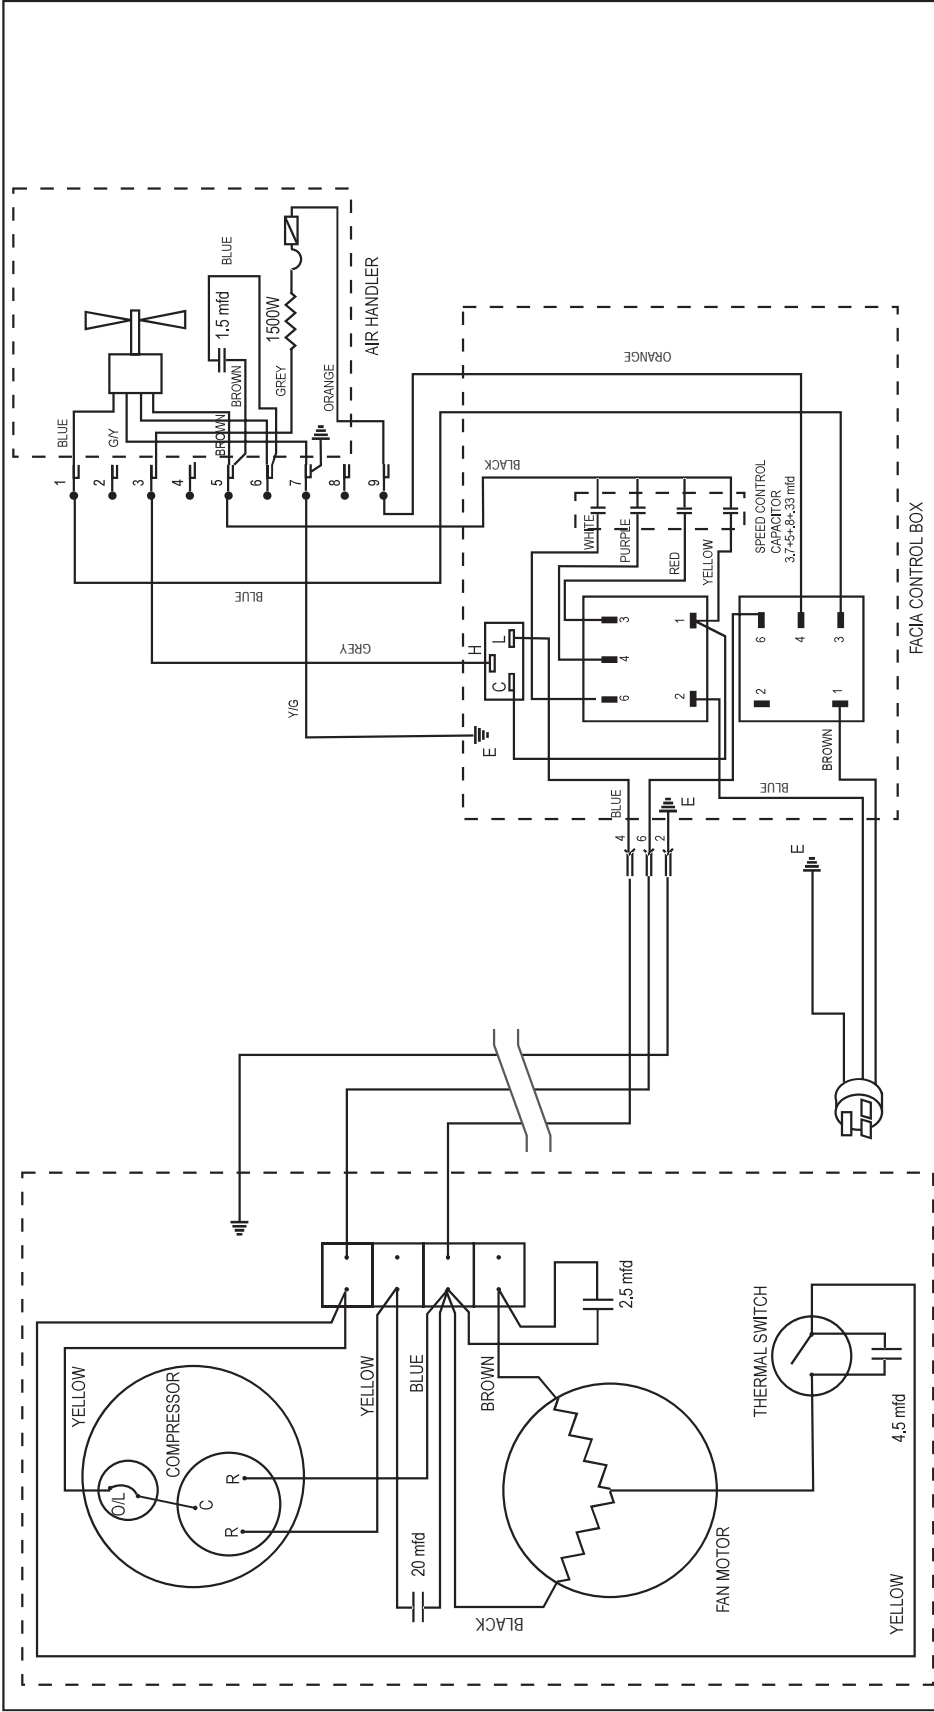 BLUE
1.5 mfd
1500W
AIR HANDLER
BROWN
GREY
ORANGE
BLUE
G/Y
BROWN
1
2
3
4
5
6
7
8
9
ORANGE
BLACK
BLUE
GREY
Y/G
WHITE
PURPLE
RED
YELLOW
SPEED CONTROL
CAPACITOR
3.7+5+.8+.33 mfd
FACIA CONTROL BOX
H
L
C
E
3
4
6
1
2
6
4
3
2
1
BROWN
BLUE
BLUE
4
6
2
E
E
YELLOW
COMPRESSOR
O/L
C
R
R
YELLOW
BLUE
BROWN
2.5 mfd
20 mfd
BLACK
FAN MOTOR
THERMAL SWITCH
4.5 mfd
YELLOW